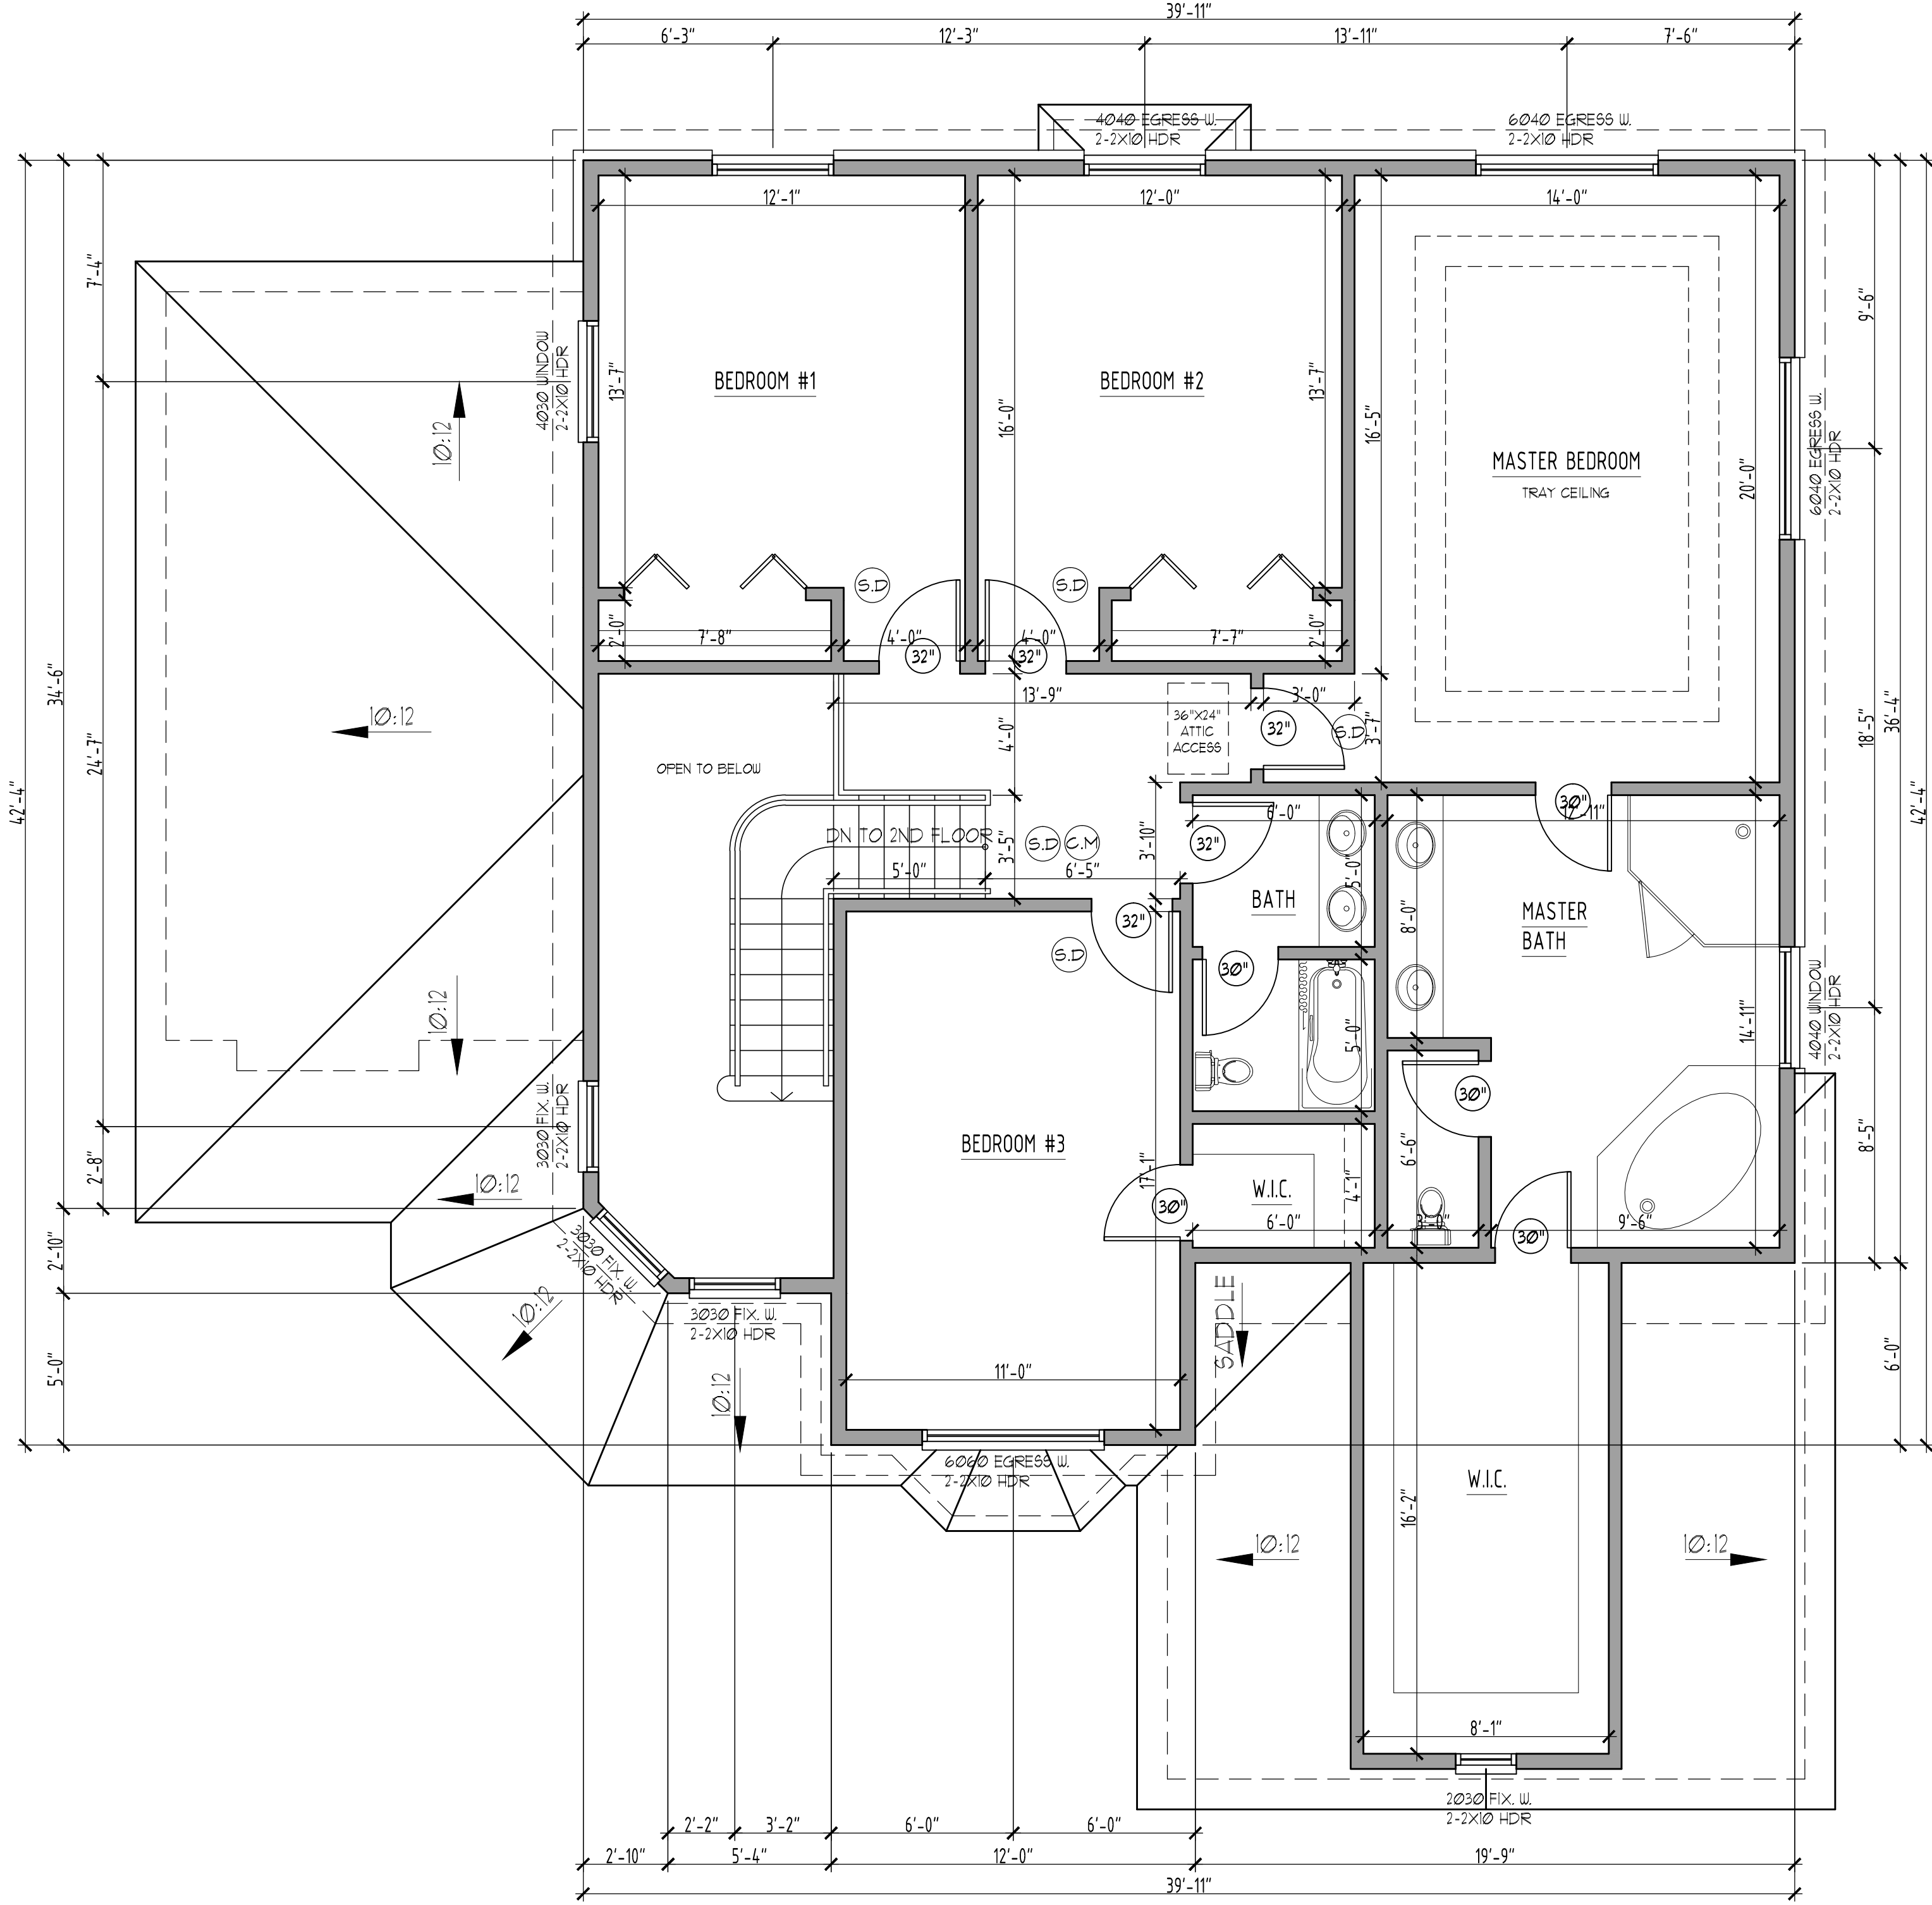 39'-11"
6'-3" 12'-3" 13'-11" 7'-6"
4040 EGRESS W.
2-2X10 HDR
6040 EGRESS W.
2-2X10 HDR
12'-1" 12'-0" 14'-0"
7'-4"
9'-6"
4030 WINDOW
2-2X10 HDR
13'-7"
BEDROOM #1
16'-0"
BEDROOM #2
13'-7"
16'-5"
MASTER BEDROOM
TRAY CEILING
20'-0"
6040 EGRESS W.
2-2X10 HDR
10:12
S.D
S.D
2'-0"
7'-8"
4'-0"
32"
4'-0"
32"
7'-7"
2'-0"
34'-6"
42'-4"
24'-7"
10:12
13'-9"
3'-0"
36"X24"
ATTIC
ACCESS
32"
S.D
3'-7"
4'-0"
OPEN TO BELOW
18'-5"
36'-4"
42'-4"
DN TO 2ND FLOOR
3'-5"
S.D
C.M
3'-10"
32"
6'-0"
30"
12'-11"
5'-0"
6'-5"
5'-0"
BATH
8'-0"
MASTER
BATH
32"
S.D
30"
10:12
5'-0"
14'-11"
4040 WINDOW
2-2X10 HDR
3030 FIX. W.
2-2X10 HDR
30"
2'-8"
BEDROOM #3
17'-1"
6'-6"
8'-5"
10:12
30"
W.I.C.
4'-1"
6'-0"
3'-0"
30"
9'-6"
2'-10"
3030 FIX. W.
2-2X10 HDR
10:12
3030 FIX. W.
2-2X10 HDR
SADDLE
5'-0"
6'-0"
10:12
11'-0"
6060 EGRESS W.
2-2X10 HDR
W.I.C.
16'-2"
10:12
10:12
8'-1"
2030 FIX. W.
2-2X10 HDR
2'-2" 3'-2" 6'-0" 6'-0"
2'-10" 5'-4" 12'-0" 19'-9"
39'-11"